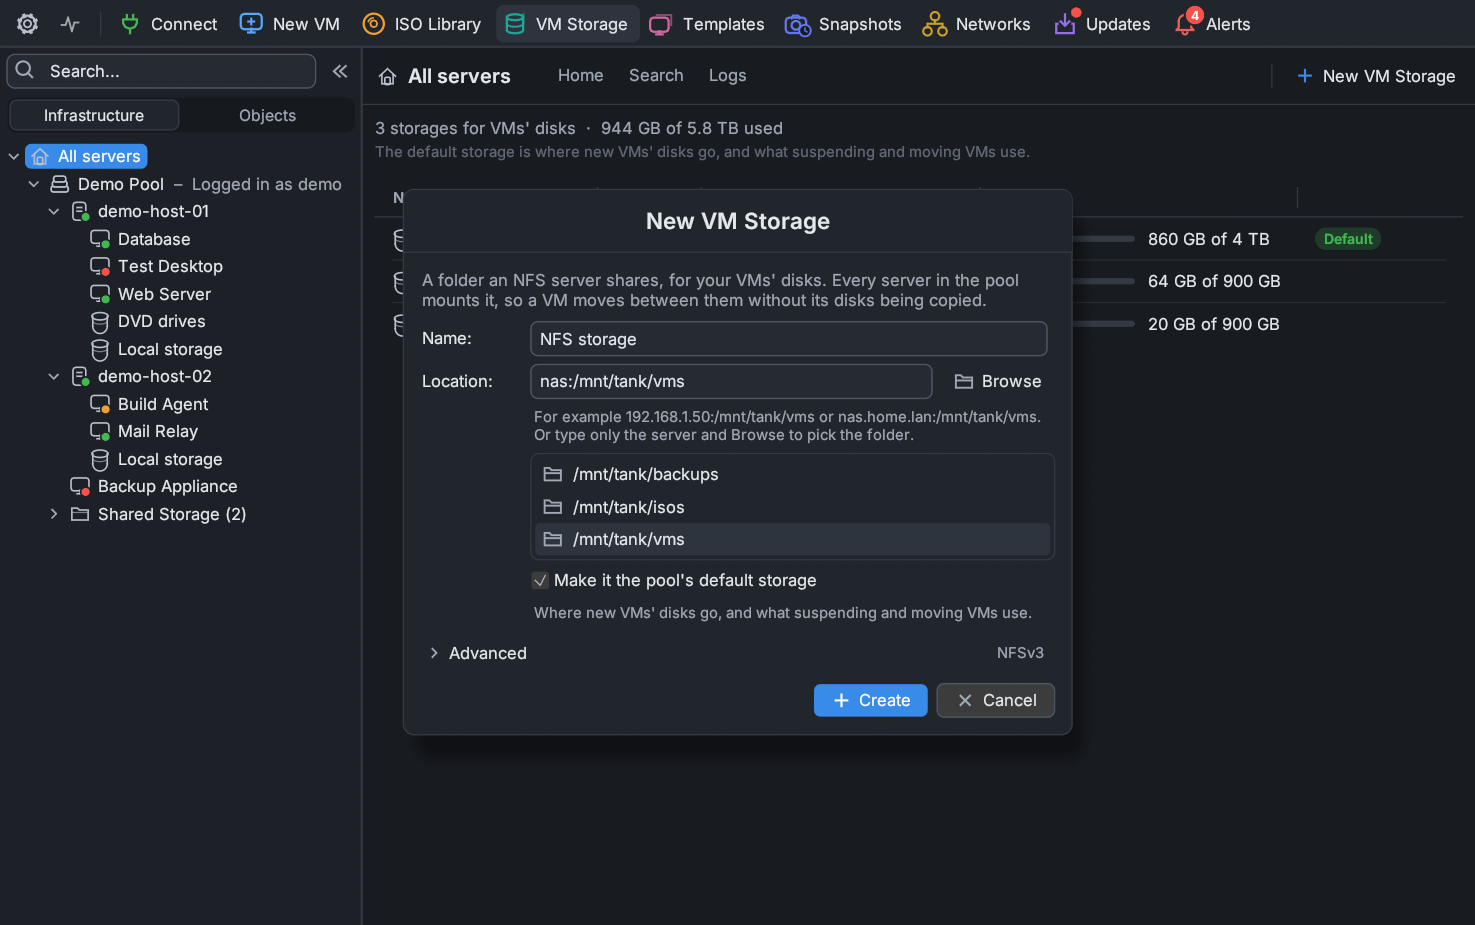 Connect
New VM
ISO Library
VM Storage
Templates
Snapshots
Networks
Updates
4
Alerts
Search...
All servers
Home
Search
Logs
New VM Storage
Infrastructure
Objects
3 storages for VMs' disks · 944 GB of 5.8 TB used
The default storage is where new VMs' disks go, and what suspending and moving VMs use.
All servers
Demo Pool – Logged in as demo
demo-host-01
Database
Test Desktop
Web Server
DVD drives
Local storage
demo-host-02
Build Agent
Mail Relay
Local storage
Backup Appliance
Shared Storage (2)
860 GB of 4 TB
Default
64 GB of 900 GB
20 GB of 900 GB
New VM Storage
A folder an NFS server shares, for your VMs' disks. Every server in the pool
mounts it, so a VM moves between them without its disks being copied.
Name:
NFS storage
Location:
nas:/mnt/tank/vms
Browse
For example 192.168.1.50:/mnt/tank/vms or nas.home.lan:/mnt/tank/vms.
Or type only the server and Browse to pick the folder.
/mnt/tank/backups
/mnt/tank/isos
/mnt/tank/vms
Make it the pool's default storage
Where new VMs' disks go, and what suspending and moving VMs use.
Advanced
NFSv3
Create
Cancel